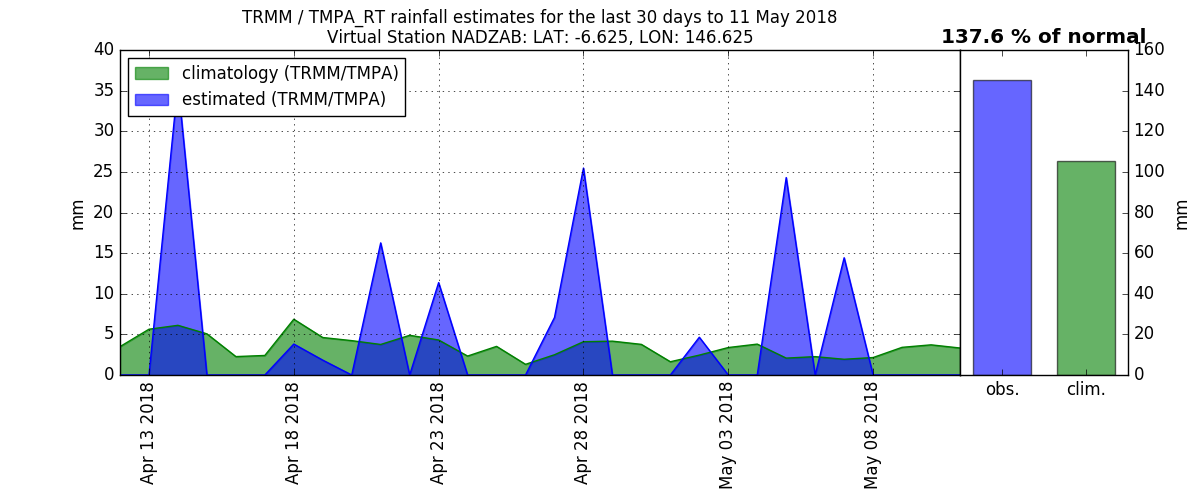 TRMM / TMPA_RT rainfall estimates for the last 30 days to 11 May 2018
Virtual Station NADZAB: LAT: -6.625, LON: 146.625
137.6 % of normal
climatology (TRMM/TMPA)
estimated (TRMM/TMPA)
mm
40
35
30
25
20
15
10
5
0
Apr 13 2018
Apr 18 2018
Apr 23 2018
Apr 28 2018
May 03 2018
May 08 2018
160
140
120
100
80
60
40
20
0
mm
obs.
clim.